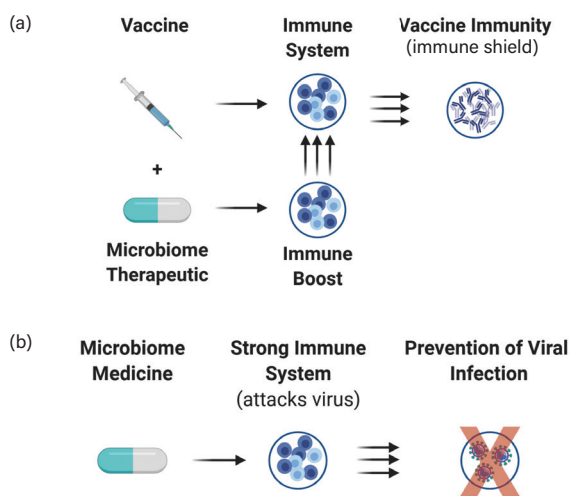 (a)
Vaccine
Immune
System
Vaccine Immunity
(immune shield)
+
Microbiome
Therapeutic
Immune
Boost
(b)
Microbiome
Medicine
Strong Immune
System
(attacks virus)
Prevention of Viral
Infection